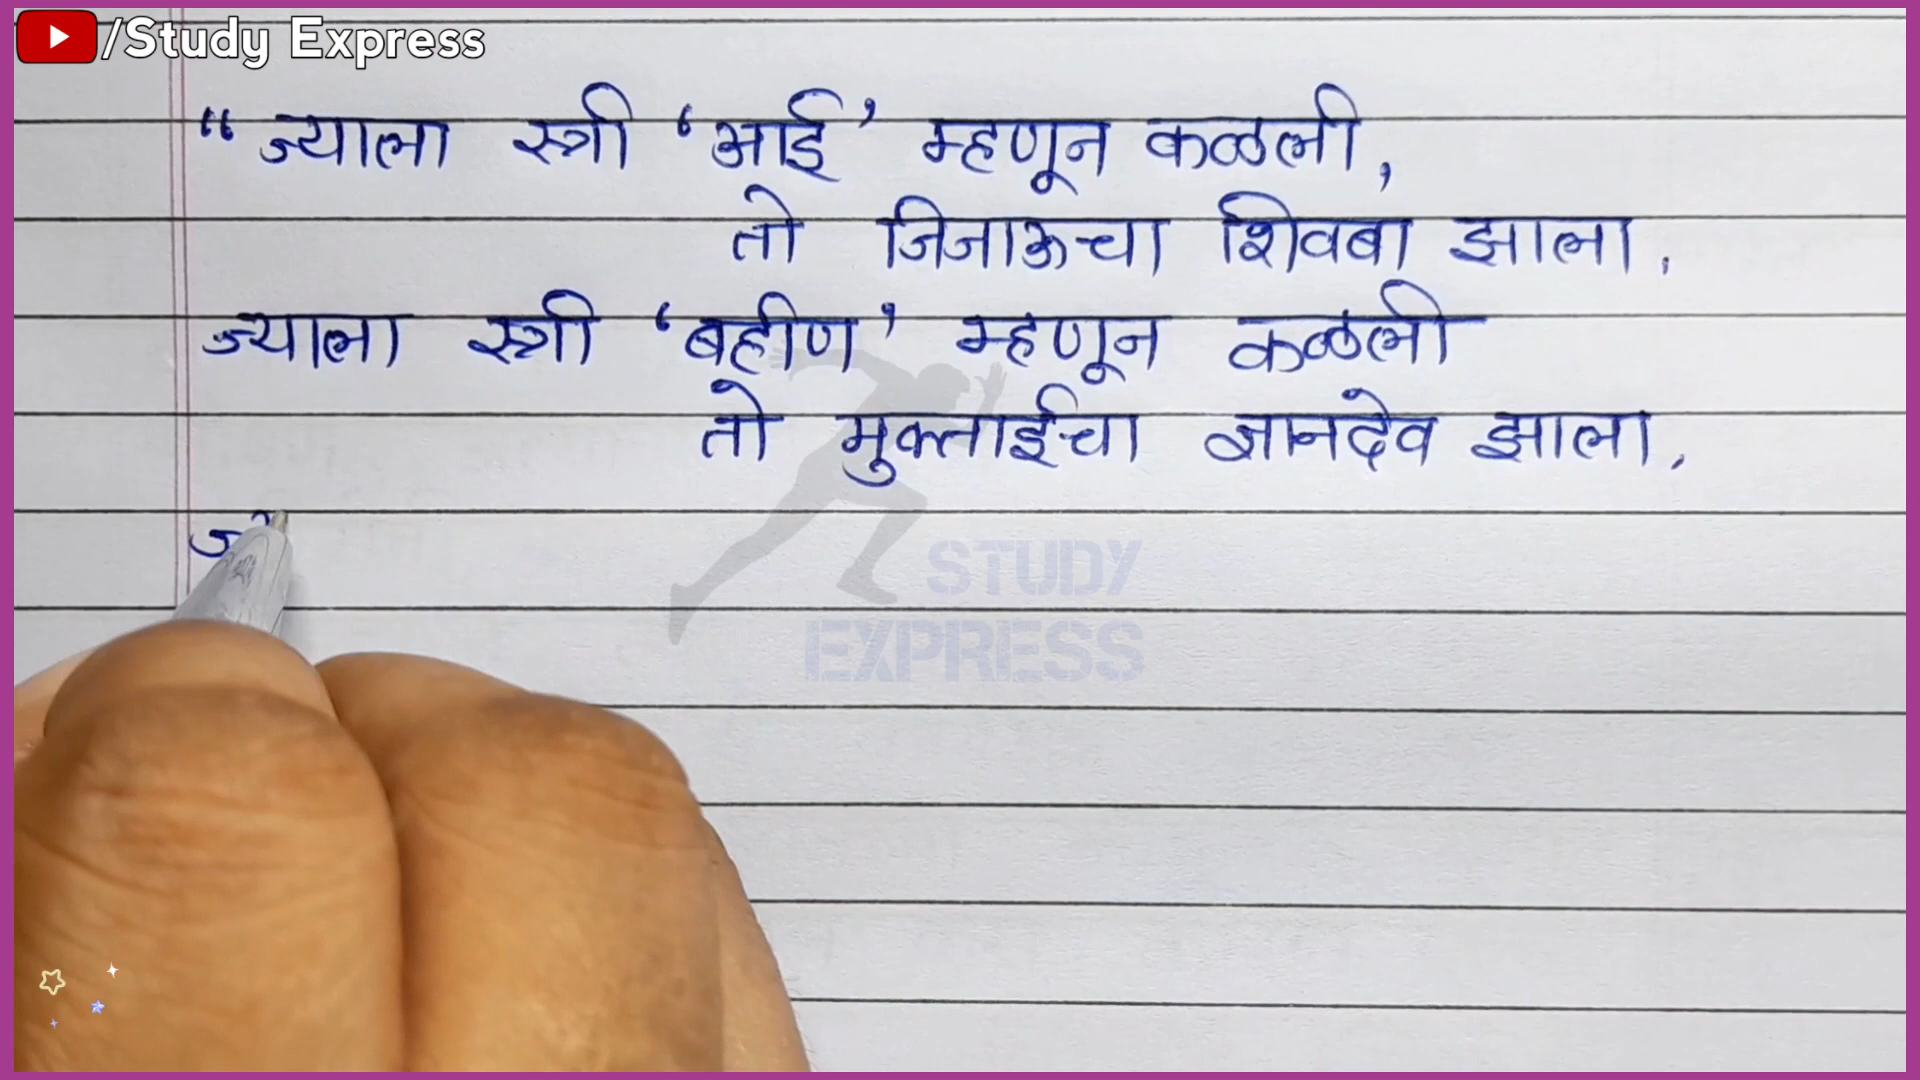 /Study Express
“ ज्याला स्त्री ‘आई’ म्हणून कळली,
तो जिजाऊचा शिवबा झाला.
ज्याला स्त्री ‘बहीण’ म्हणून कळली
तो मुक्ताईचा ज्ञानदेव झाला.
STUDY
EXPRESS